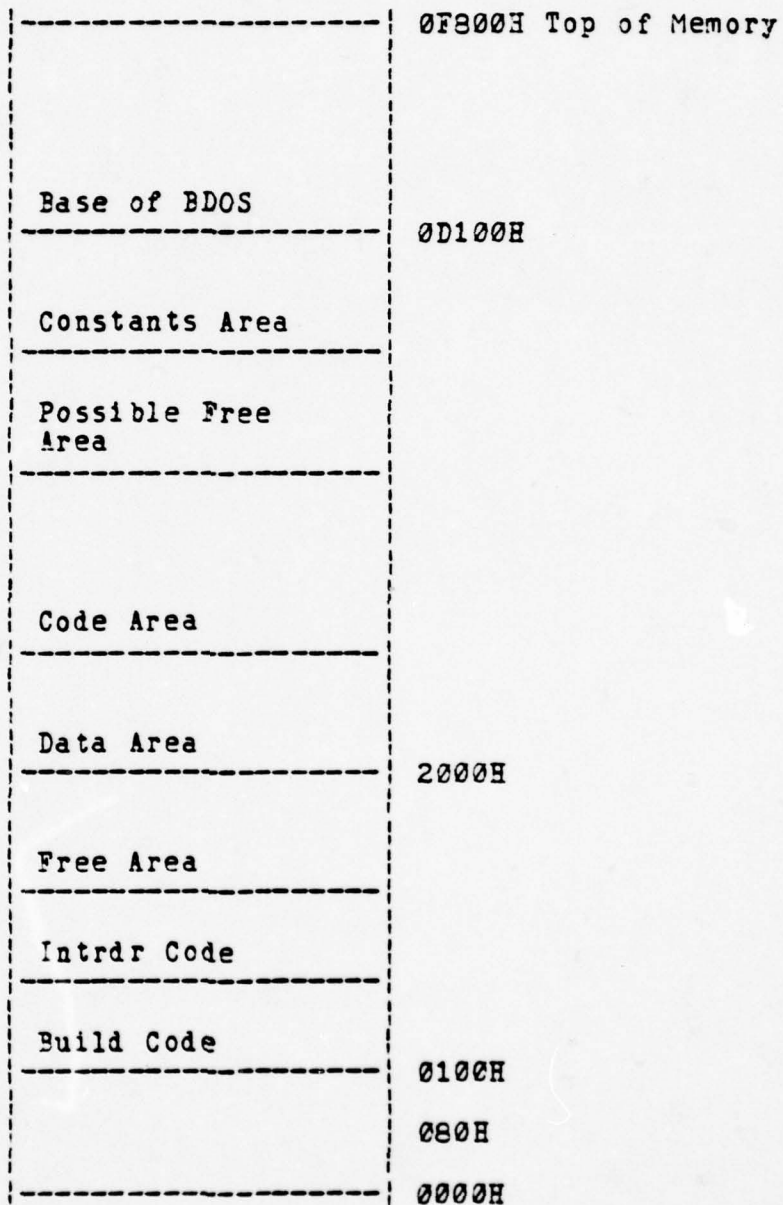 0F800H Top of Memory
Base of BDOS
0D100H
Constants Area
Possible Free
Area
Code Area
Data Area
2000H
Free Area
Intrdr Code
Build Code
0100H
080H
0000H